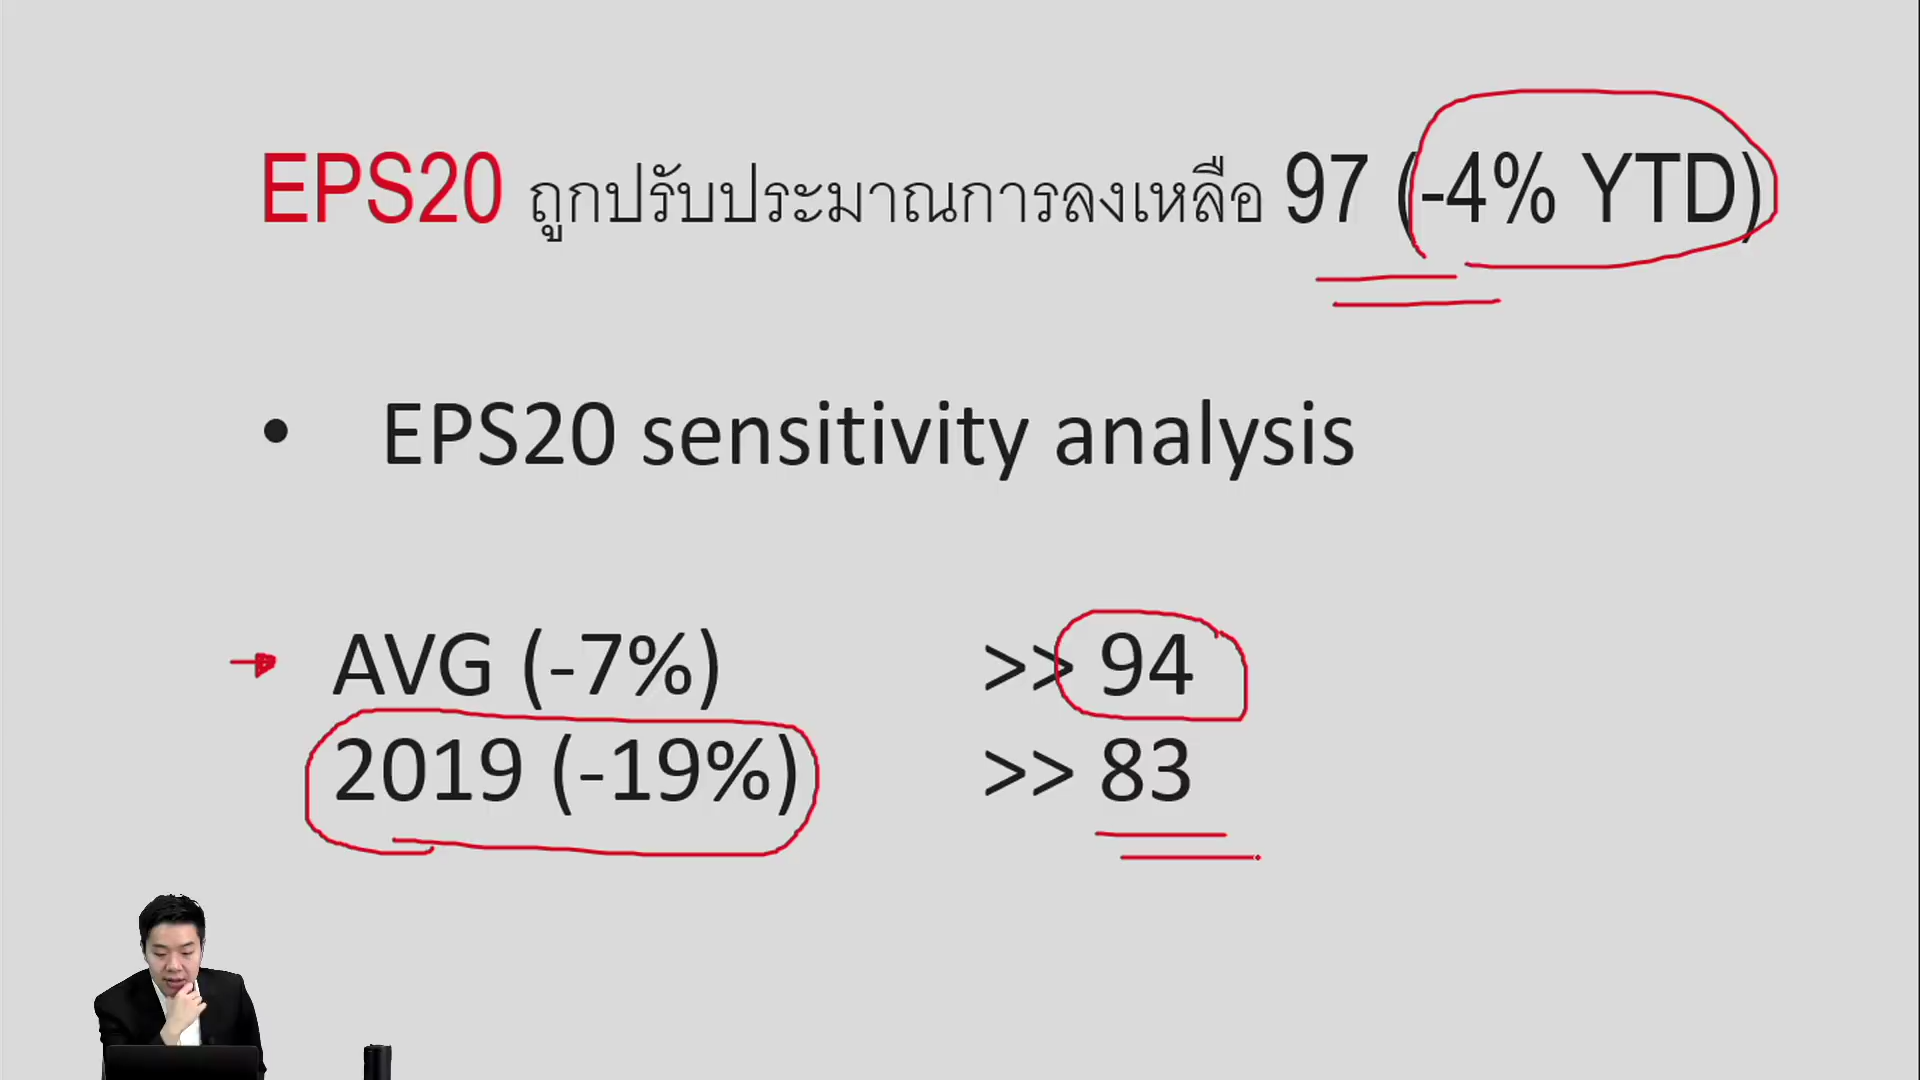 EPS20 ถูกปรับประมาณการลงเหลือ 97 (-4% YTD)
• EPS20 sensitivity analysis
AVG (-7%) >> 94
2019 (-19%) >> 83